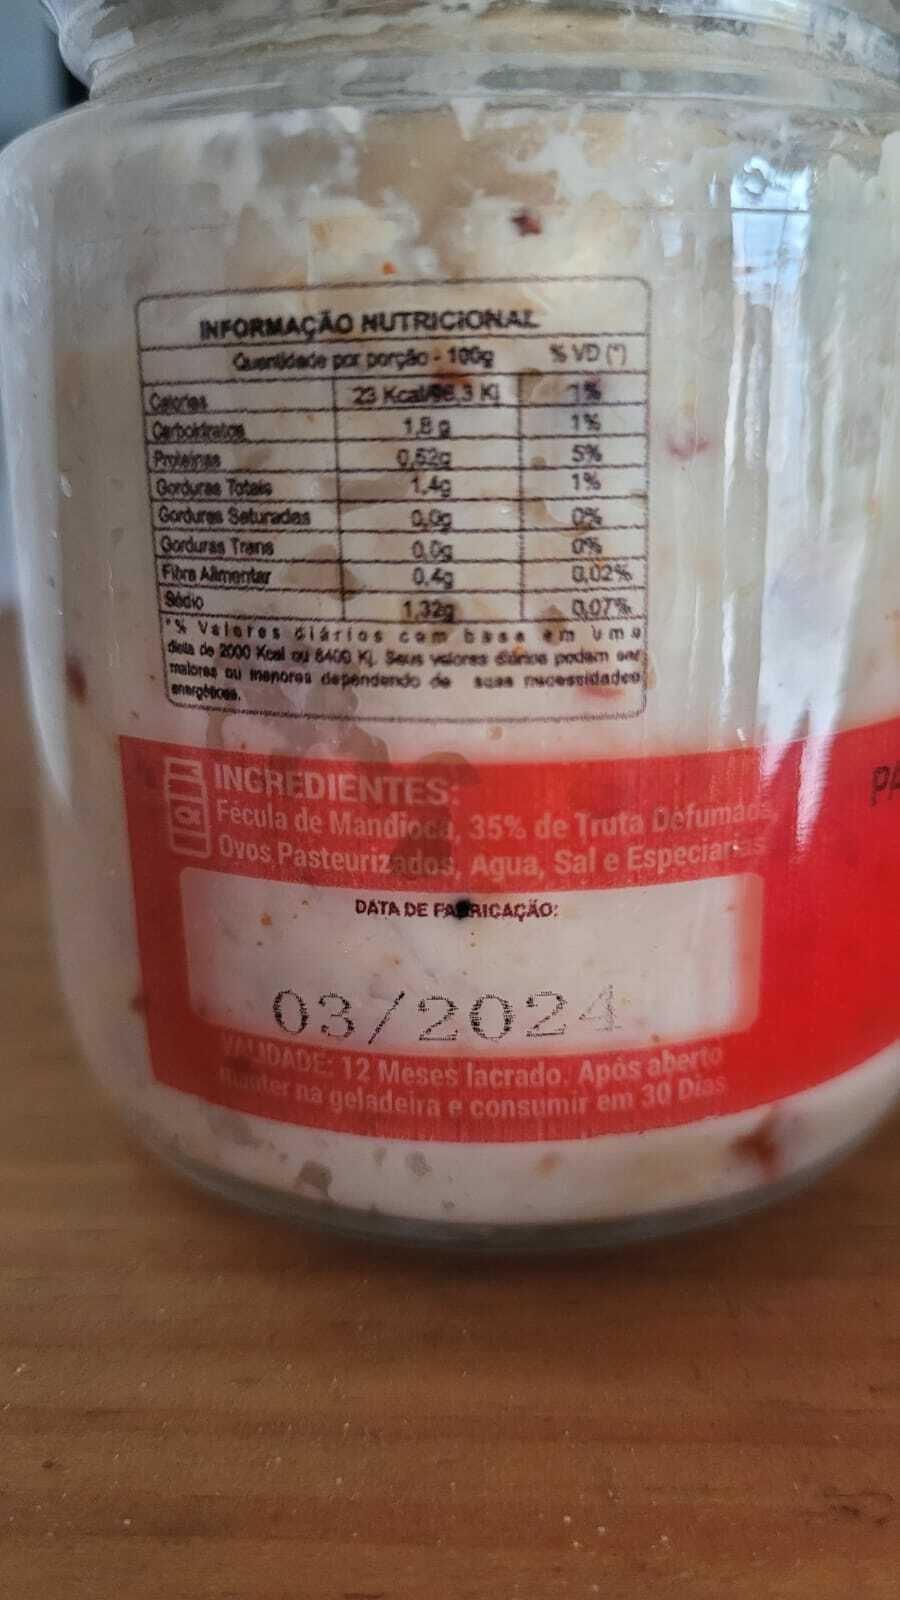 INFORMAÇÃO NUTRICIONAL
Quantidade por porção - 100g % VD (*)
Calorias 23 Kcal/96,3 Kj 1%
Carboidratos 1,8 g 1%
Proteínas 0,52g 5%
Gorduras Totais 1,4g 1%
Gorduras Saturadas 0,0g 0%
Gorduras Trans 0,0g 0%
Fibra Alimentar 0,4g 0,02%
Sódio 1,32g 0,07%
*% Valores diários com base em uma
dieta de 2000 Kcal ou 8400 Kj. Seus valores diários podem ser
maiores ou menores dependendo de suas necessidades
energéticas.
INGREDIENTES:
Fécula de Mandioca, 35% de Truta Defumada,
Ovos Pasteurizados, Agua, Sal e Especiarias
DATA DE FABRICAÇÃO:
03/2024
VALIDADE: 12 Meses lacrado. Após aberto
manter na geladeira e consumir em 30 Dias
PA